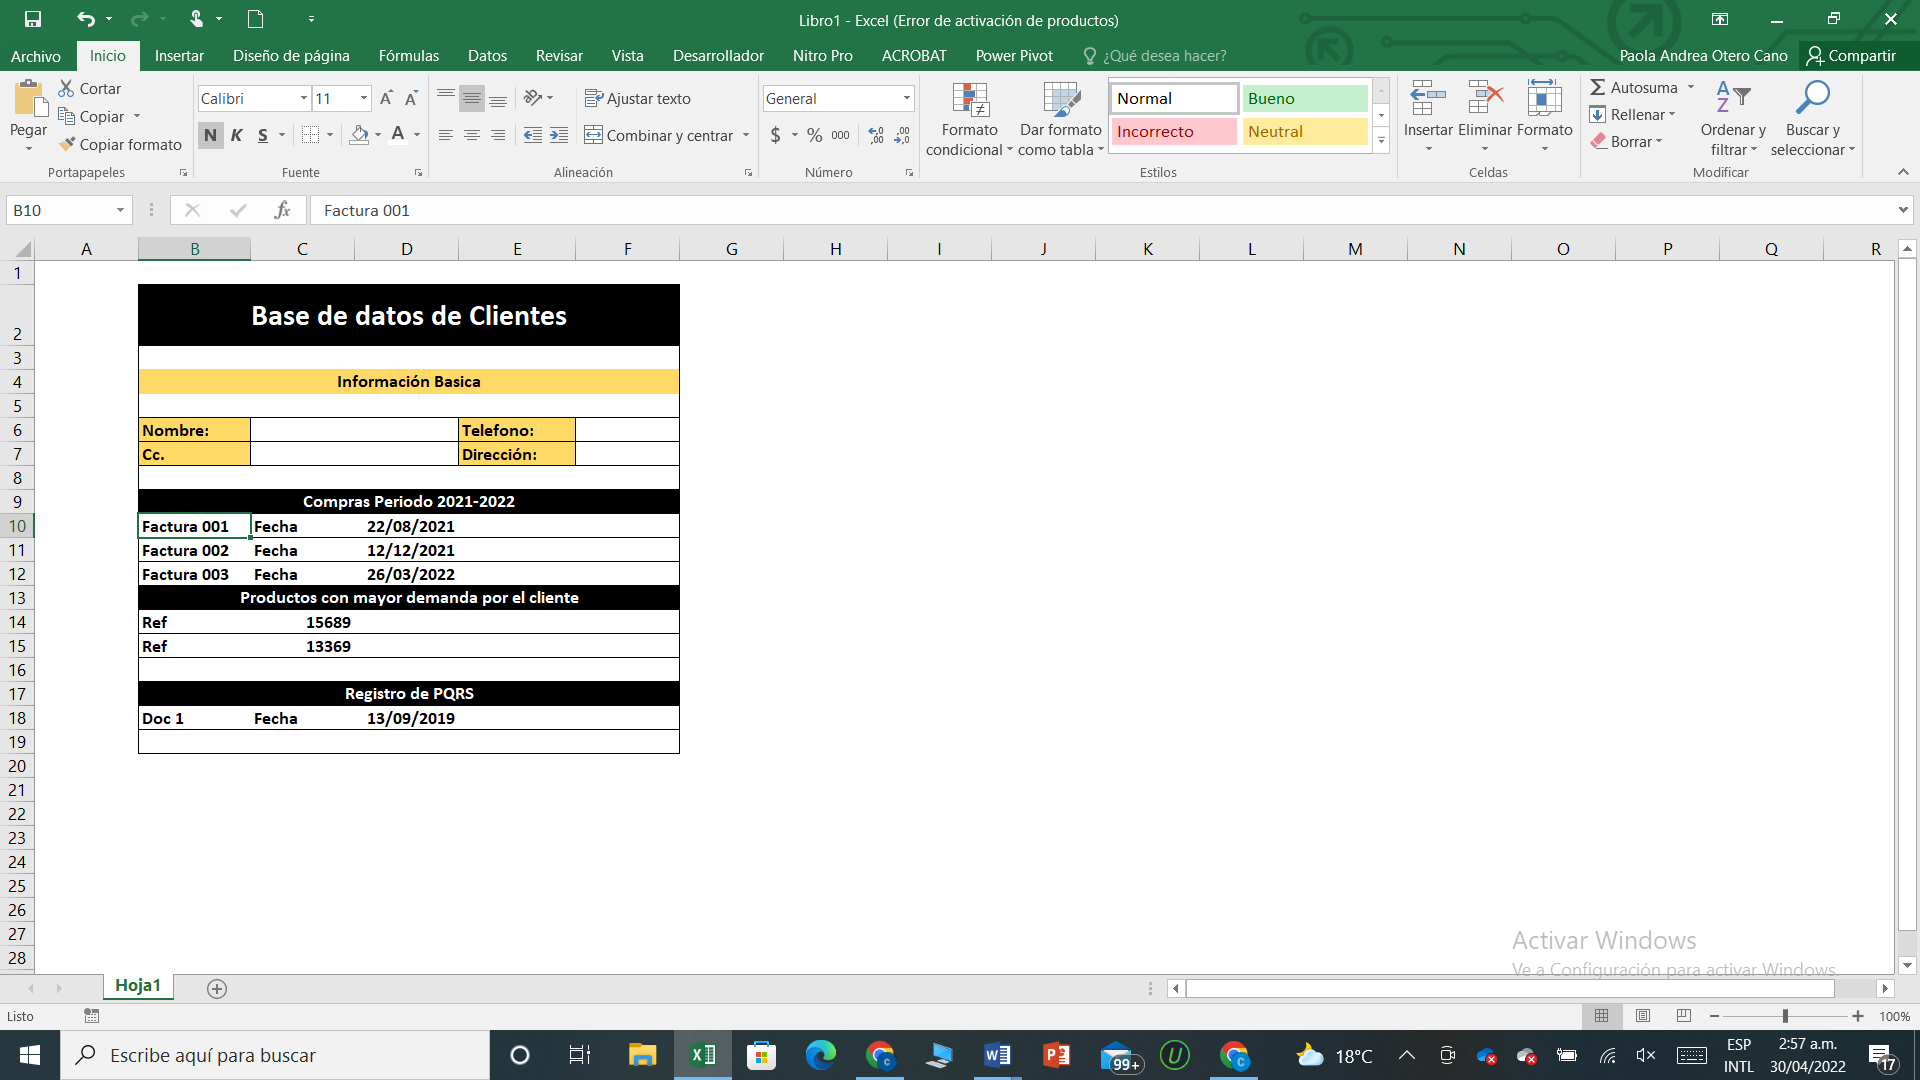 Libro1 - Excel (Error de activación de productos)
Archivo Inicio Insertar Diseño de página Fórmulas Datos Revisar Vista Desarrollador Nitro Pro ACROBAT Power Pivot ¿Qué desea hacer? Paola Andrea Otero Cano Compartir
Pegar
Cortar
Copiar
Copiar formato
Portapapeles
Calibri 11
N K S
Fuente
Ajustar texto
Combinar y centrar
Alineación
General
$ % 000
Número
Formato condicional
Dar formato como tabla
Normal Bueno
Incorrecto Neutral
Estilos
Insertar Eliminar Formato
Celdas
Autosuma
Rellenar
Borrar
Ordenar y filtrar
Buscar y seleccionar
Modificar
B10 fx Factura 001
A B C D E F G H I J K L M N O P Q R
1
2 Base de datos de Clientes
3
4 Información Basica
5
6 Nombre: Telefono:
7 Cc. Dirección:
8
9 Compras Periodo 2021-2022
10 Factura 001 Fecha 22/08/2021
11 Factura 002 Fecha 12/12/2021
12 Factura 003 Fecha 26/03/2022
13 Productos con mayor demanda por el cliente
14 Ref 15689
15 Ref 13369
16
17 Registro de PQRS
18 Doc 1 Fecha 13/09/2019
19
20
21
22
23
24
25
26
27
28
Activar Windows
Ve a Configuración para activar Windows.
Hoja1
Listo 100%
Escribe aquí para buscar
99+
18°C
ESP
INTL
2:57 a.m.
30/04/2022
17